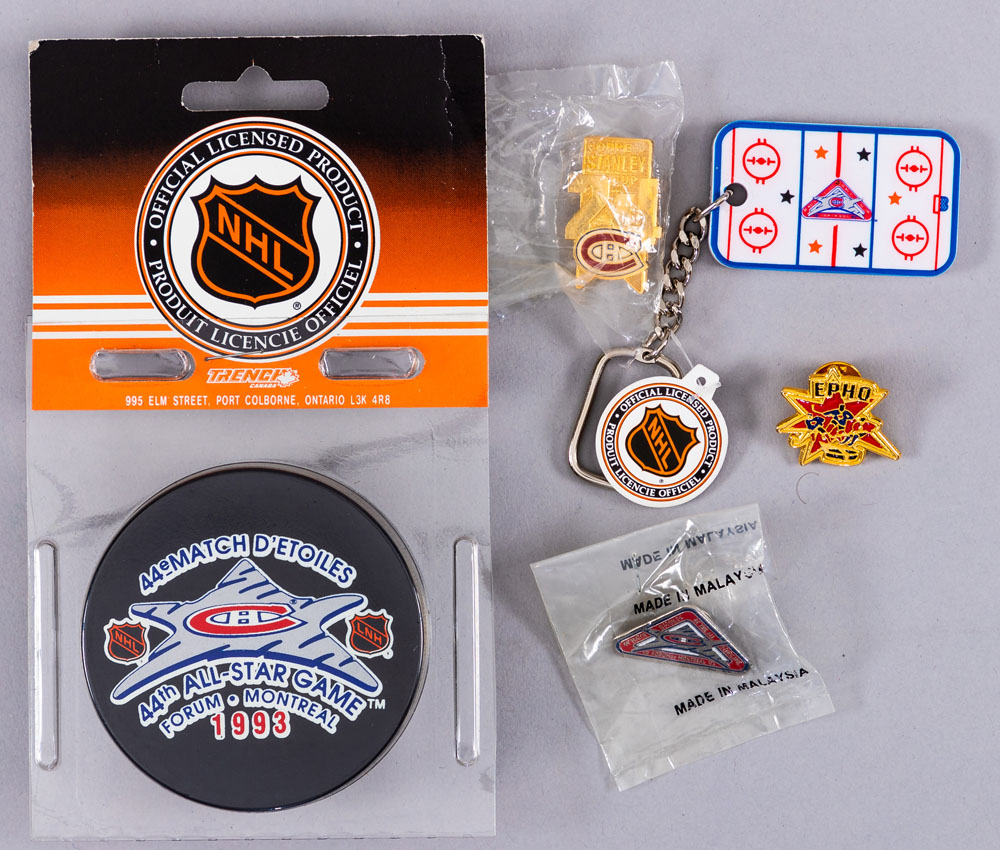 OFFICIAL LICENSED PRODUCT
NHL
®
PRODUIT LICENCIE OFFICIEL
TRENCH
CANADA
995 ELM STREET, PORT COLBORNE, ONTARIO L3K 4R8
44e MATCH D'ETOILES
NHL
LNH
44th ALL-STAR GAME™
FORUM • MONTREAL
1993
STANLEY
OFFICIAL LICENSED PRODUCT
NHL
PRODUIT LICENCIE OFFICIEL
EPHO
MADE IN MALAYSIA
MADE IN MALAYSIA
MADE IN MALAYSIA